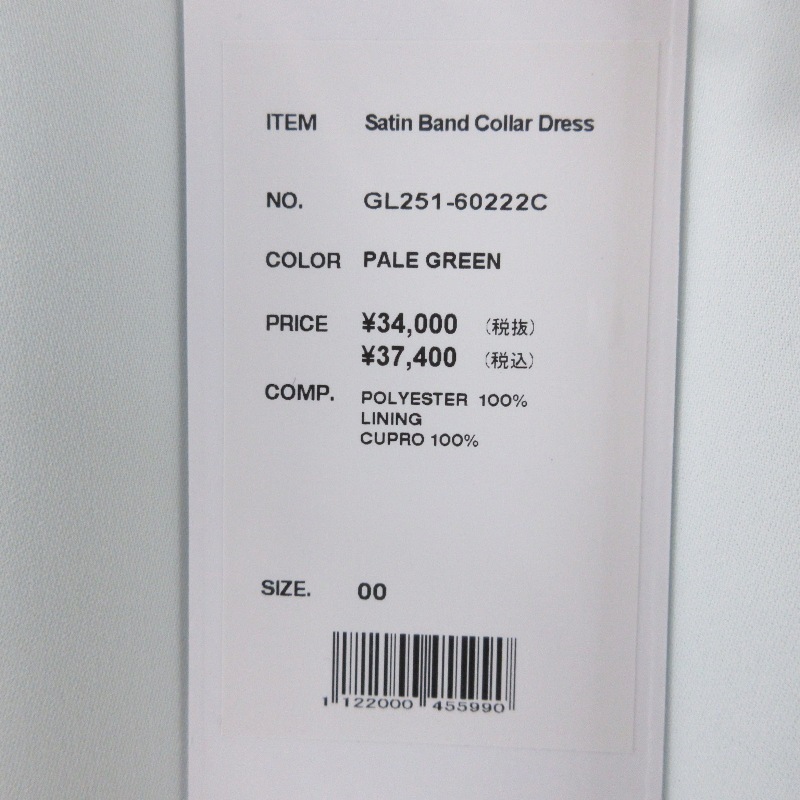 ITEM Satin Band Collar Dress
NO. GL251-60222C
COLOR PALE GREEN
PRICE ¥34,000 (税抜)
¥37,400 (税込)
COMP. POLYESTER 100%
LINING
CUPRO 100%
SIZE. 00
1 122000 455990